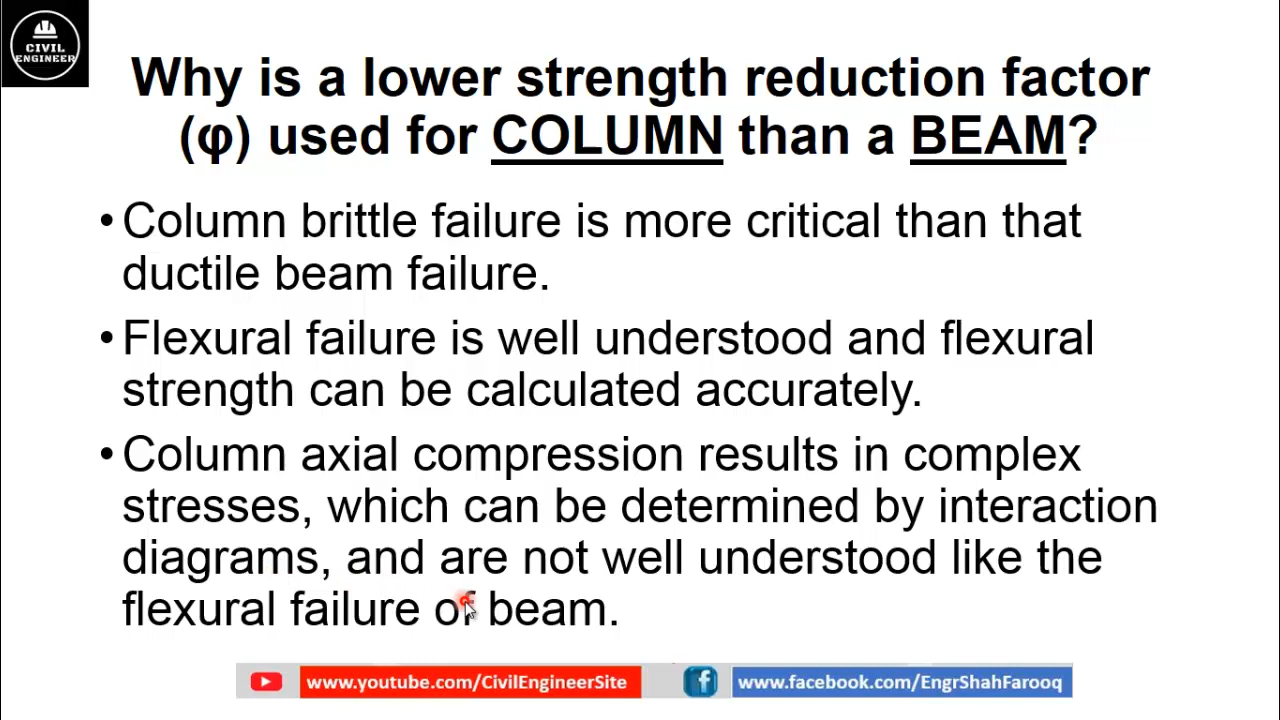 CIVIL
ENGINEER
Why is a lower strength reduction factor
(φ) used for COLUMN than a BEAM?
•Column brittle failure is more critical than that
ductile beam failure.
•Flexural failure is well understood and flexural
strength can be calculated accurately.
•Column axial compression results in complex
stresses, which can be determined by interaction
diagrams, and are not well understood like the
flexural failure of beam.
www.youtube.com/CivilEngineerSite
www.facebook.com/EngrShahFarooq